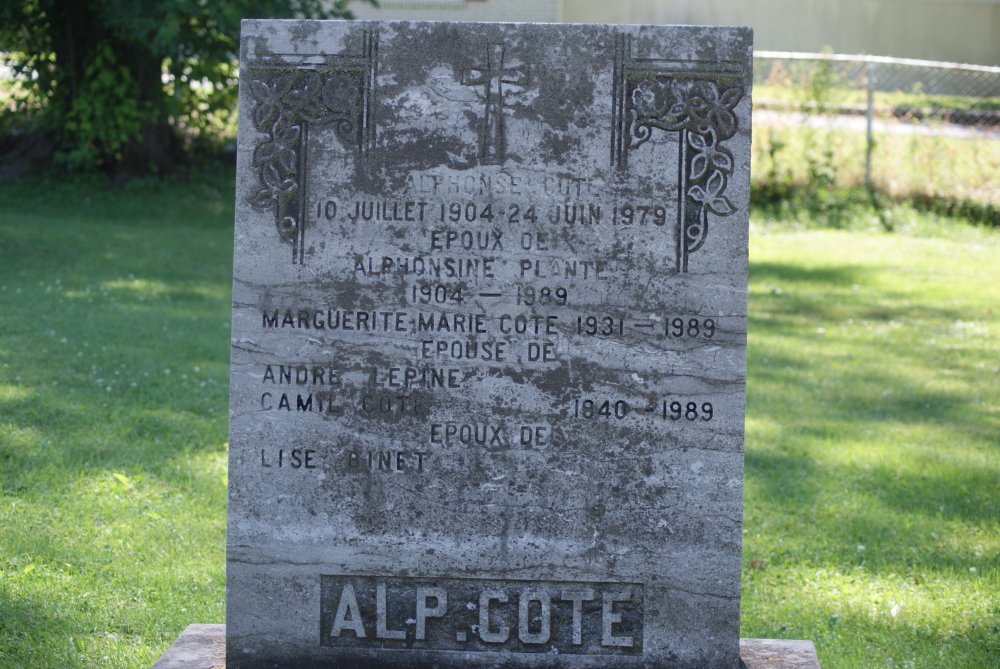 ALPHONSE COTE
10 JUILLET 1904 - 24 JUIN 1979
EPOUX DE
ALPHONSINE PLANTE
1904 — 1989
MARGUERITE-MARIE COTE 1931 — 1989
EPOUSE DE
ANDRE LEPINE
CAMIL COTE 1940 - 1989
EPOUX DE
LISE BINET
ALP. COTE